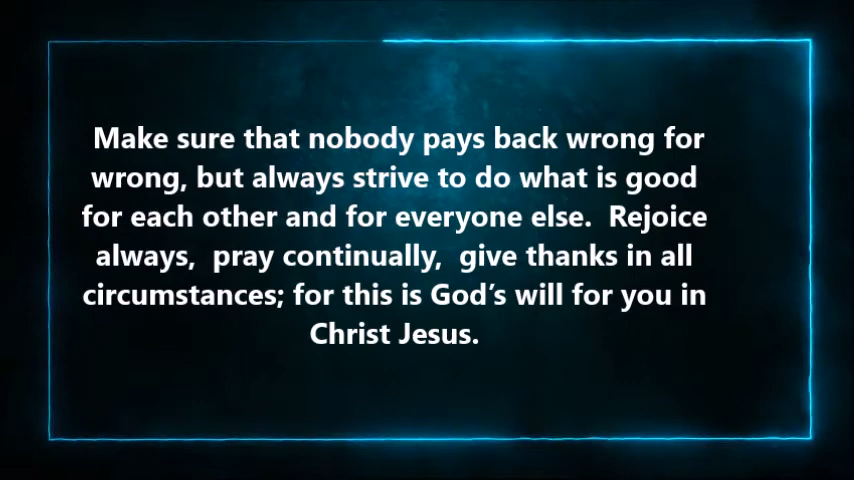 Make sure that nobody pays back wrong for
wrong, but always strive to do what is good
for each other and for everyone else.  Rejoice
always,  pray continually,  give thanks in all
circumstances; for this is God’s will for you in
Christ Jesus.